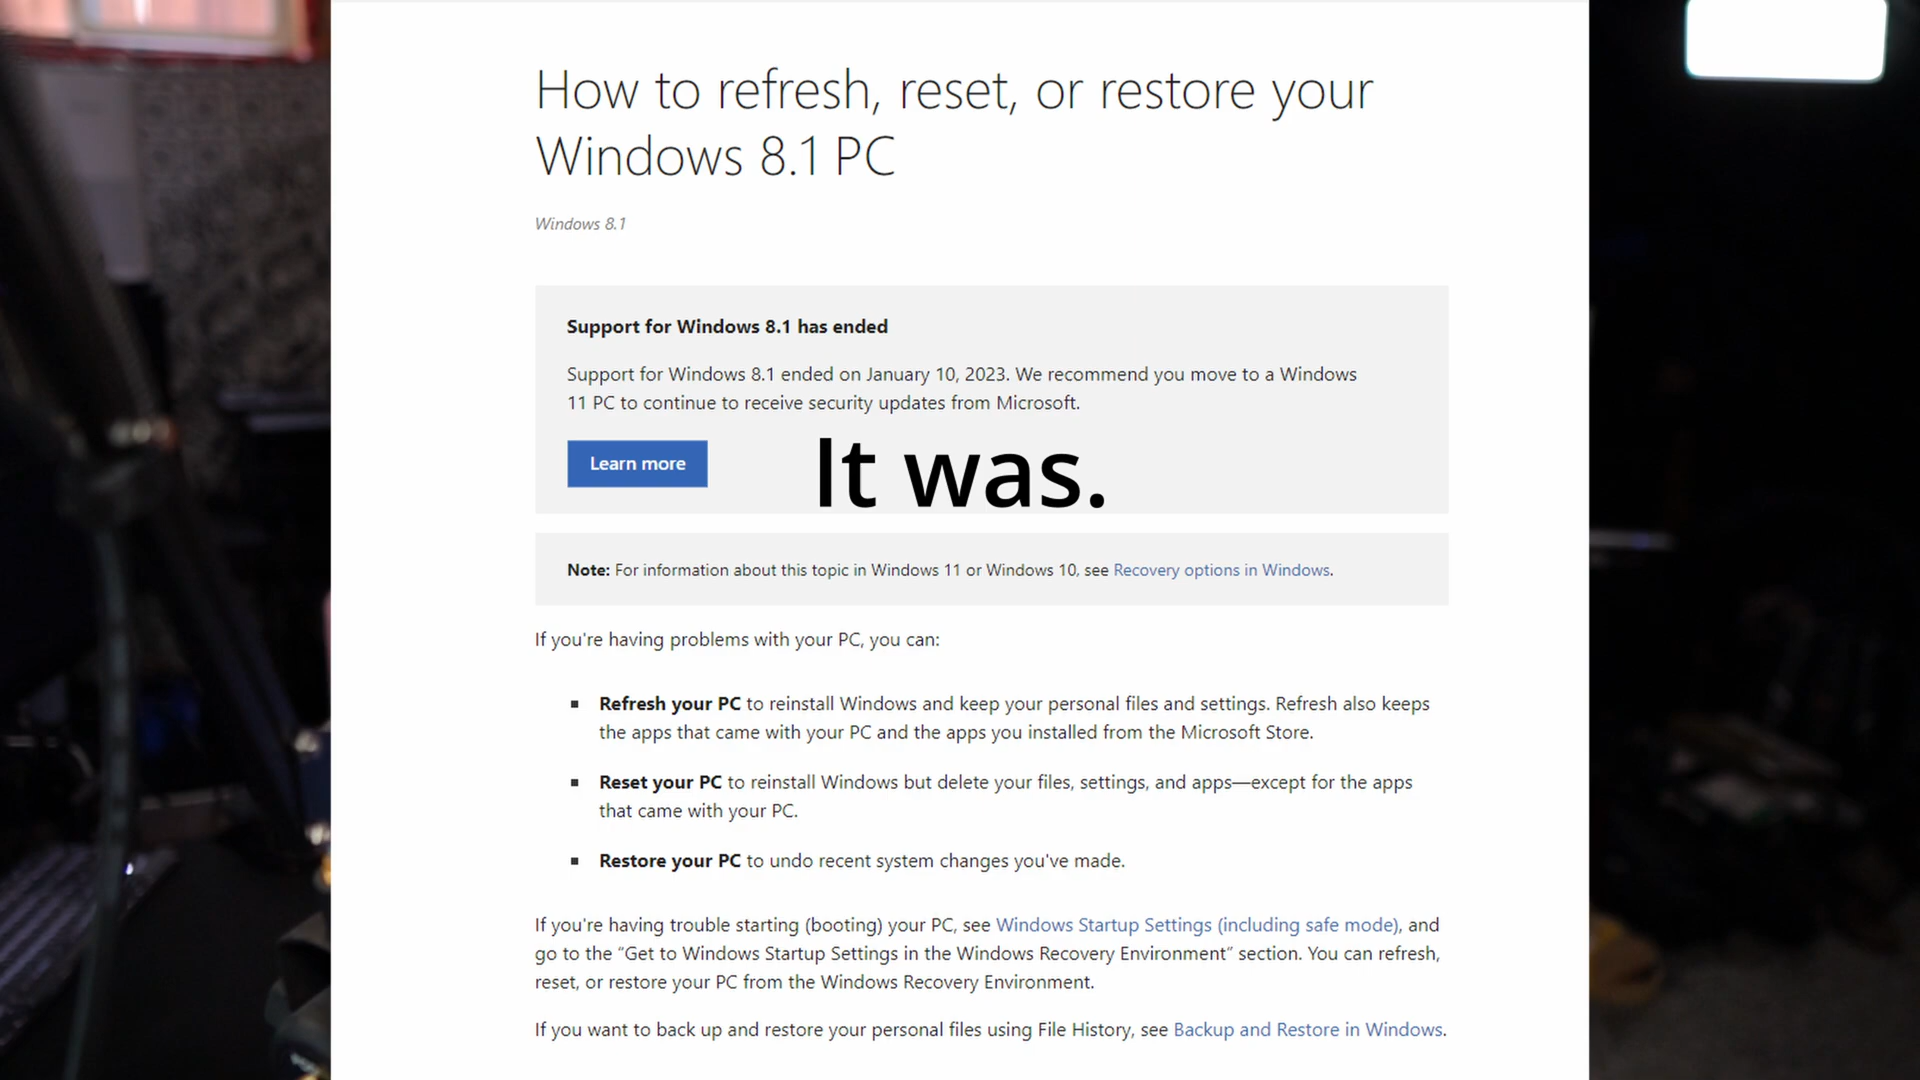 How to refresh, reset, or restore your
Windows 8.1 PC
Windows 8.1
Support for Windows 8.1 has ended
Support for Windows 8.1 ended on January 10, 2023. We recommend you move to a Windows
11 PC to continue to receive security updates from Microsoft.
Learn more
It was.
Note: For information about this topic in Windows 11 or Windows 10, see Recovery options in Windows.
If you're having problems with your PC, you can:
▪ Refresh your PC to reinstall Windows and keep your personal files and settings. Refresh also keeps
the apps that came with your PC and the apps you installed from the Microsoft Store.
▪ Reset your PC to reinstall Windows but delete your files, settings, and apps—except for the apps
that came with your PC.
▪ Restore your PC to undo recent system changes you've made.
If you're having trouble starting (booting) your PC, see Windows Startup Settings (including safe mode), and
go to the “Get to Windows Startup Settings in the Windows Recovery Environment” section. You can refresh,
reset, or restore your PC from the Windows Recovery Environment.
If you want to back up and restore your personal files using File History, see Backup and Restore in Windows.